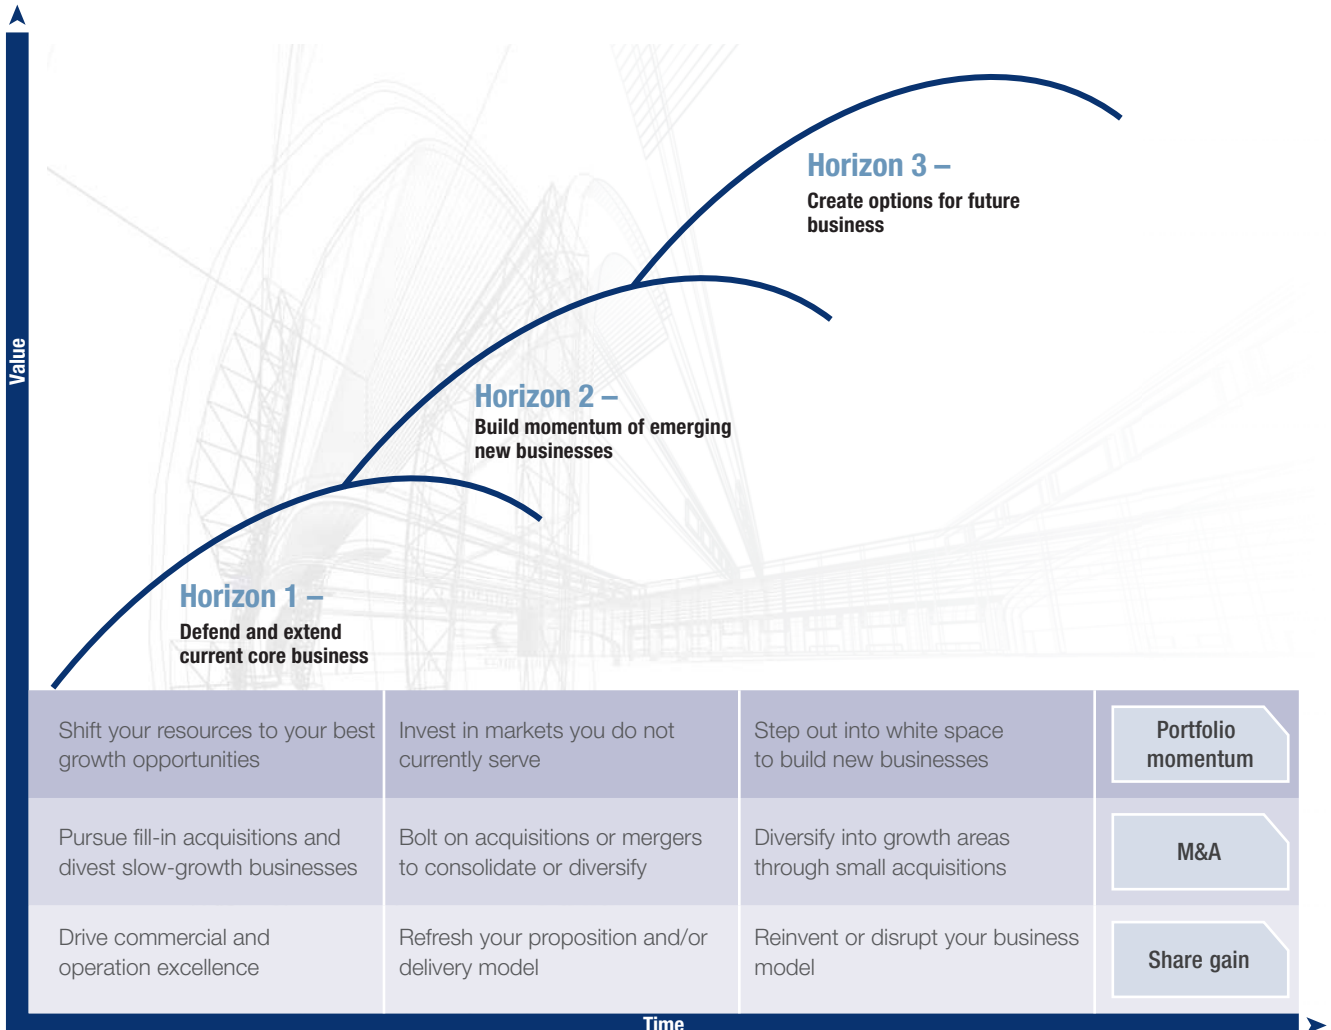 Value
Horizon 3 –
Create options for future
business
Horizon 2 –
Build momentum of emerging
new businesses
Horizon 1 –
Defend and extend
current core business
Shift your resources to your best
growth opportunities
Invest in markets you do not
currently serve
Step out into white space
to build new businesses
Portfolio
momentum
Pursue fill-in acquisitions and
divest slow-growth businesses
Bolt on acquisitions or mergers
to consolidate or diversify
Diversify into growth areas
through small acquisitions
M&A
Drive commercial and
operation excellence
Refresh your proposition and/or
delivery model
Reinvent or disrupt your business
model
Share gain
Time